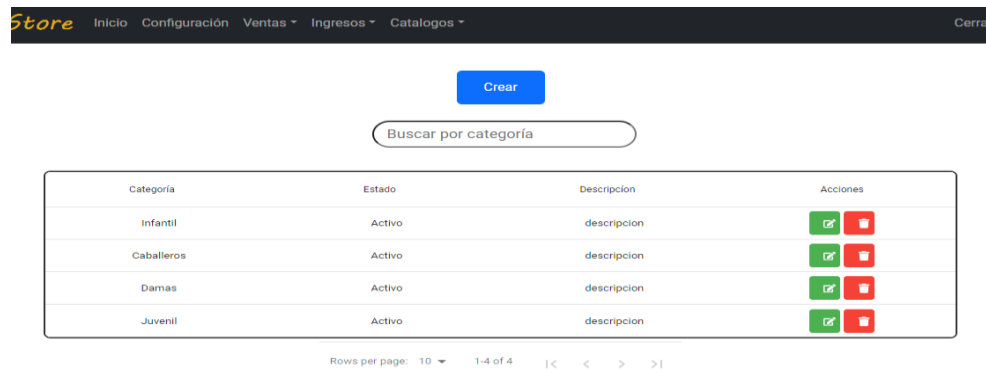 Store Inicio Configuración Ventas Ingresos Catalogos Cerra
Crear
Buscar por categoría
Categoría Estado Descripcíon Acciones
Infantil Activo descripcion
Caballeros Activo descripcion
Damas Activo descripcion
Juvenil Activo descripcion
Rows per page: 10 1-4 of 4